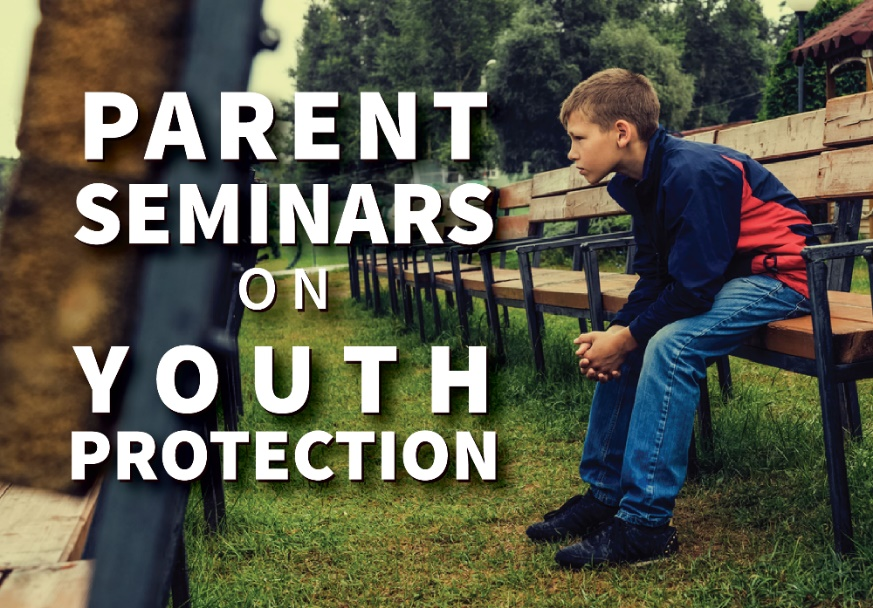 PARENT
SEMINARS
ON
YOUTH
PROTECTION